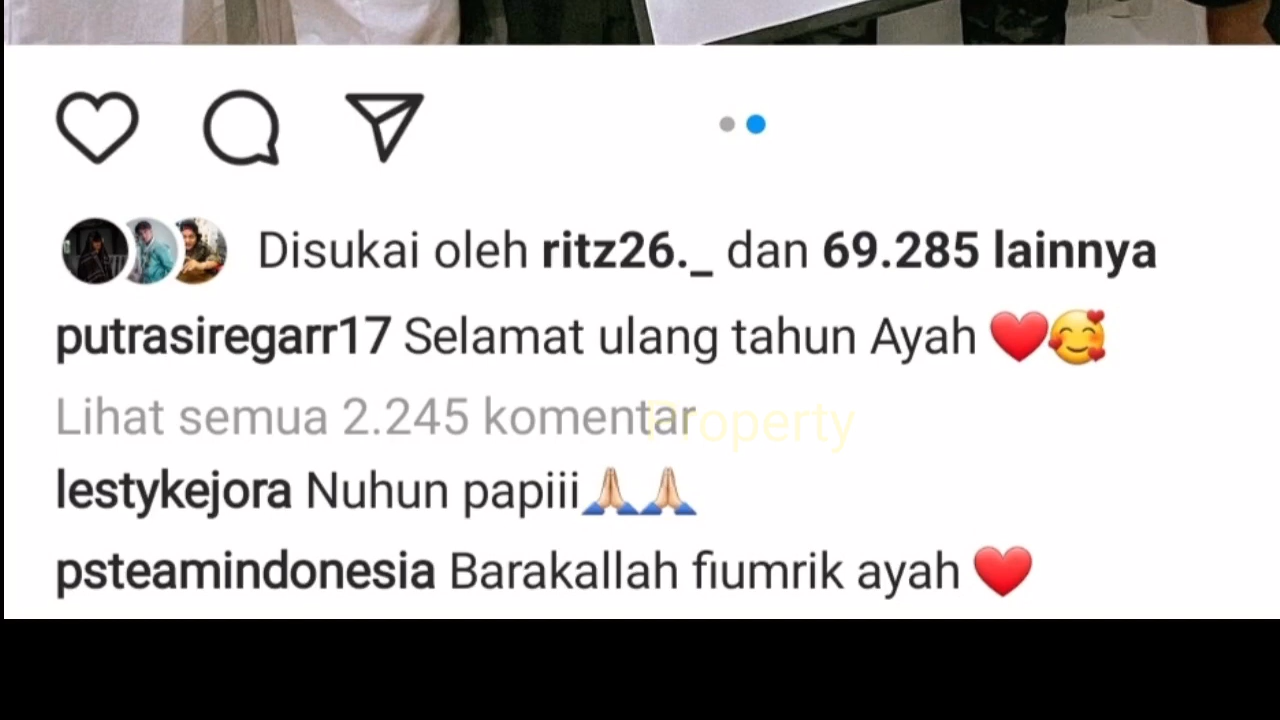 Disukai oleh ritz26._ dan 69.285 lainnya
putrasiregarr17 Selamat ulang tahun Ayah ❤️🥰
Lihat semua 2.245 komentar
Property
lestykejora Nuhun papiii🙏🏻🙏🏻
psteamindonesia Barakallah fiumrik ayah ❤️